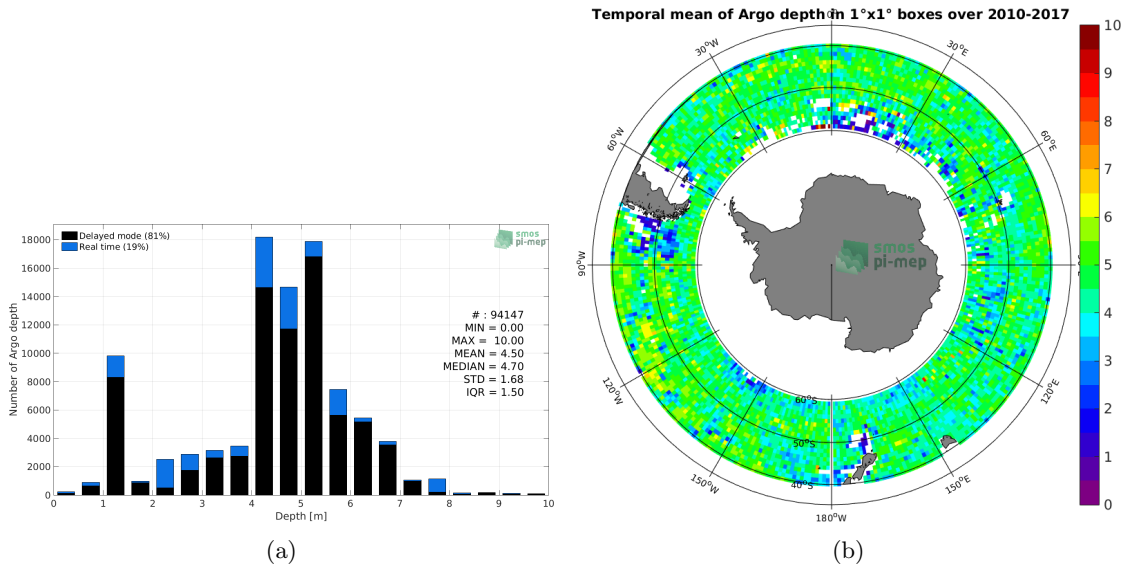 Temporal mean of Argo depth in 1°x1° boxes over 2010-2017
Delayed mode (81%)
Real time (19%)
smos
pi-mep
# : 94147
MIN = 0.00
MAX = 10.00
MEAN = 4.50
MEDIAN = 4.70
STD = 1.68
IQR = 1.50
Number of Argo depth
18000
16000
14000
12000
10000
8000
6000
4000
2000
0
0 1 2 3 4 5 6 7 8 9 10
Depth [m]
(a)
30°W
30°E
60°W
60°E
90°W
smos
pi-mep
120°W
120°E
60°S
50°S
40°S
150°W
150°E
180°W
10
9
8
7
6
5
4
3
2
1
0
(b)